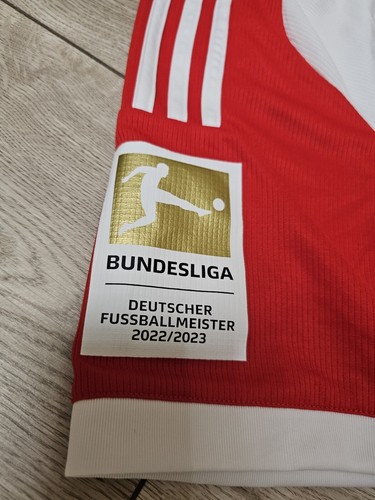 BUNDESLIGA
DEUTSCHER
FUSSBALLMEISTER
2022/2023